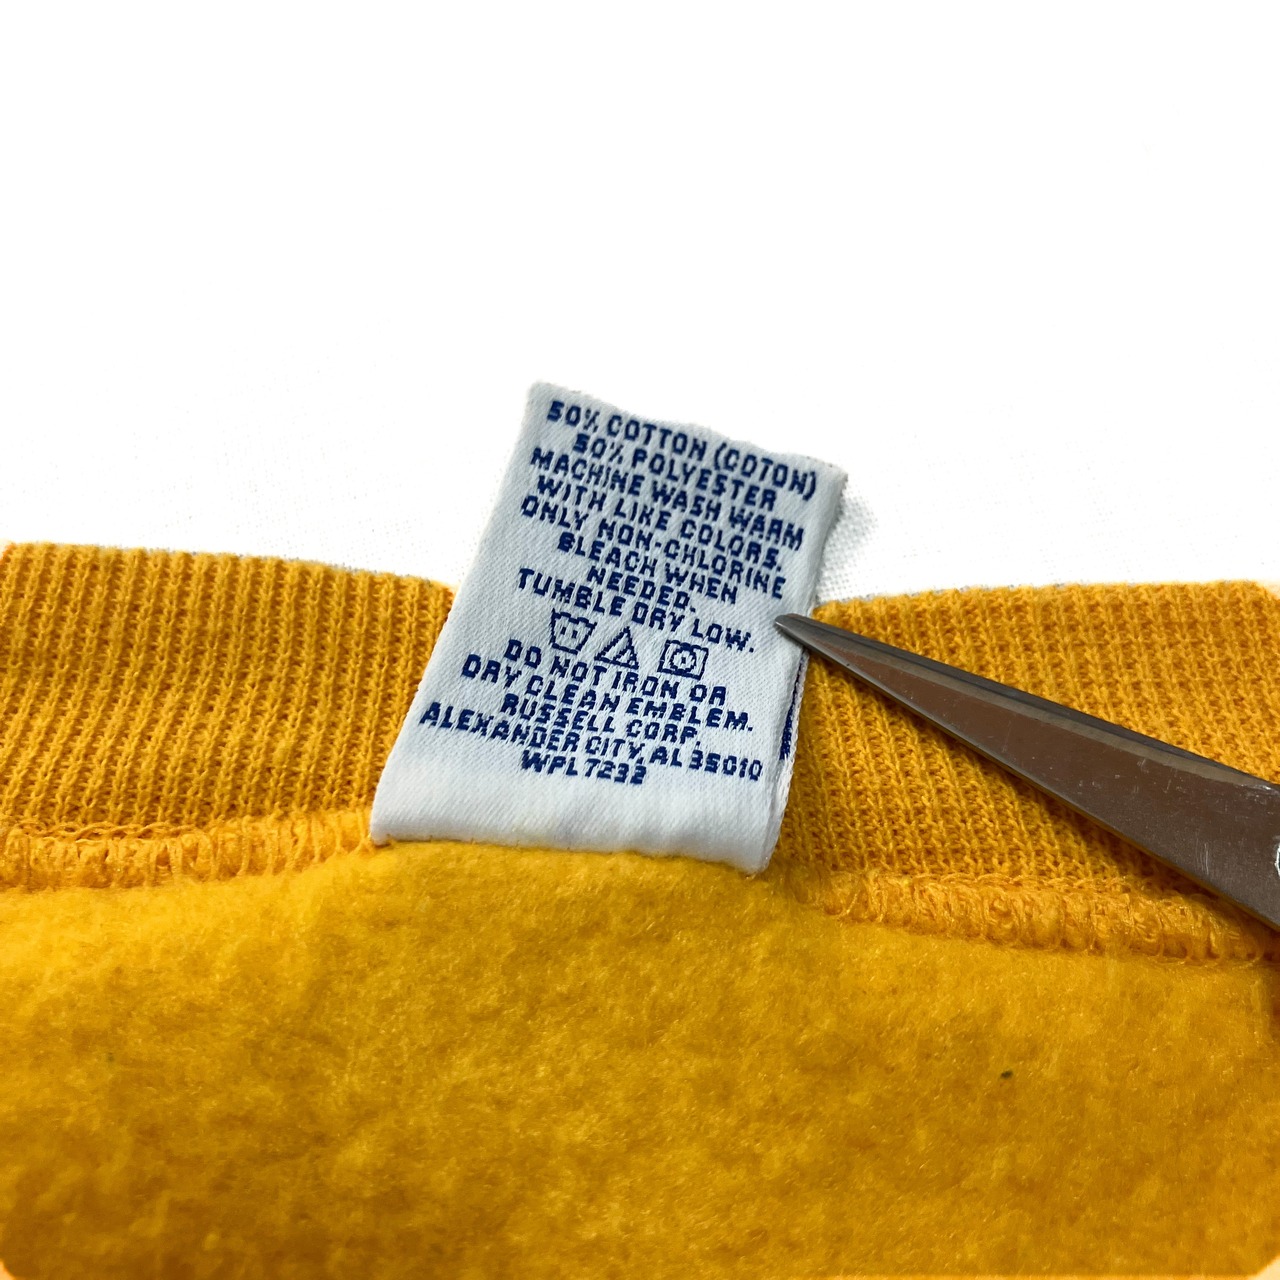 50% COTTON (COTON)
50% POLYESTER
MACHINE WASH WARM
WITH LIKE COLORS.
ONLY NON-CHLORINE
BLEACH WHEN
NEEDED.
TUMBLE DRY LOW.
DO NOT IRON OR
DRY CLEAN EMBLEM.
RUSSELL CORP.
ALEXANDER CITY, AL 35010
WPL 7232